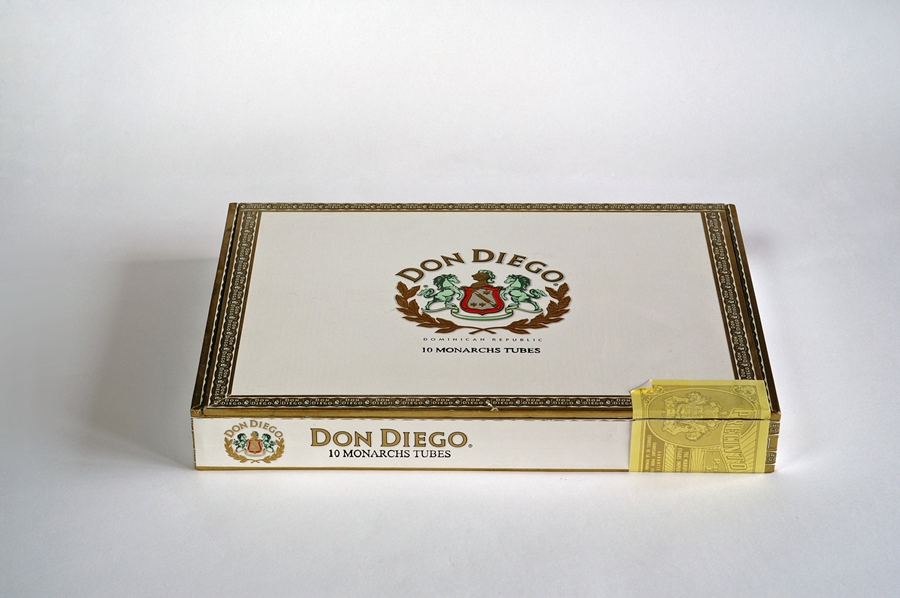 DON DIEGO®
DOMINICAN REPUBLIC
10 MONARCHS TUBES
DON DIEGO
DON DIEGO®
10 MONARCHS TUBES